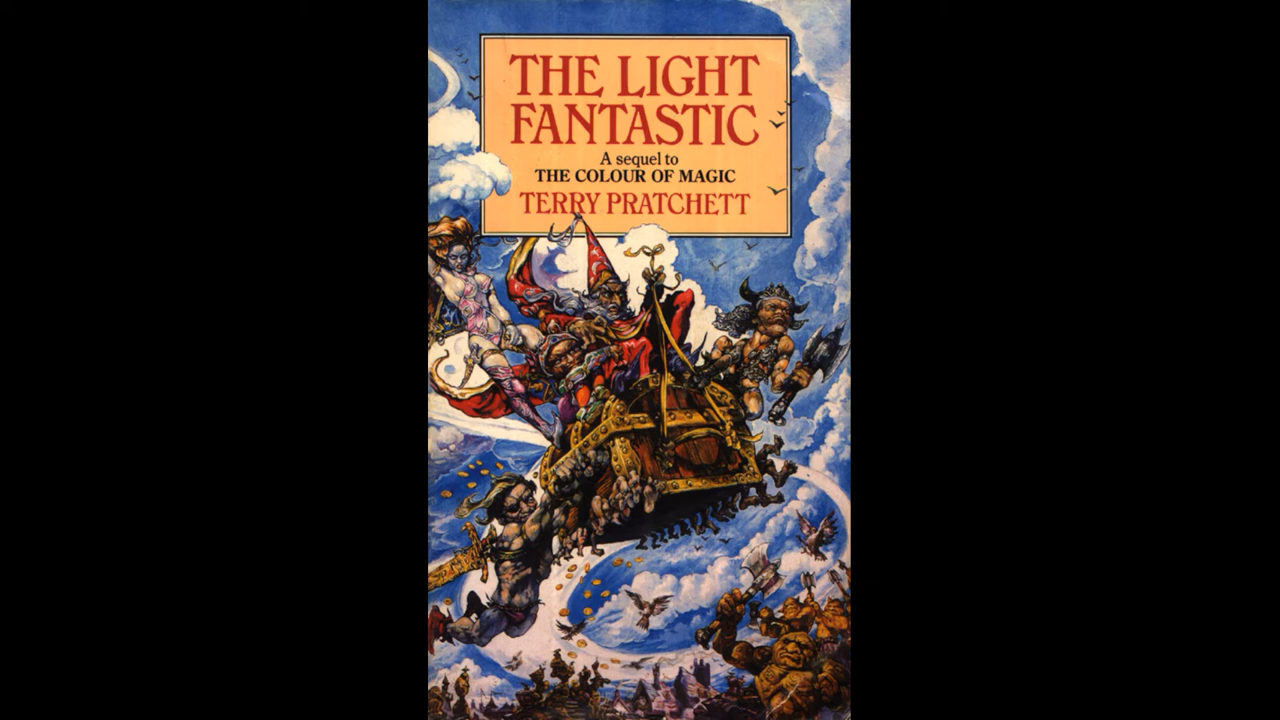 THE LIGHT
FANTASTIC
A sequel to
THE COLOUR OF MAGIC
TERRY PRATCHETT